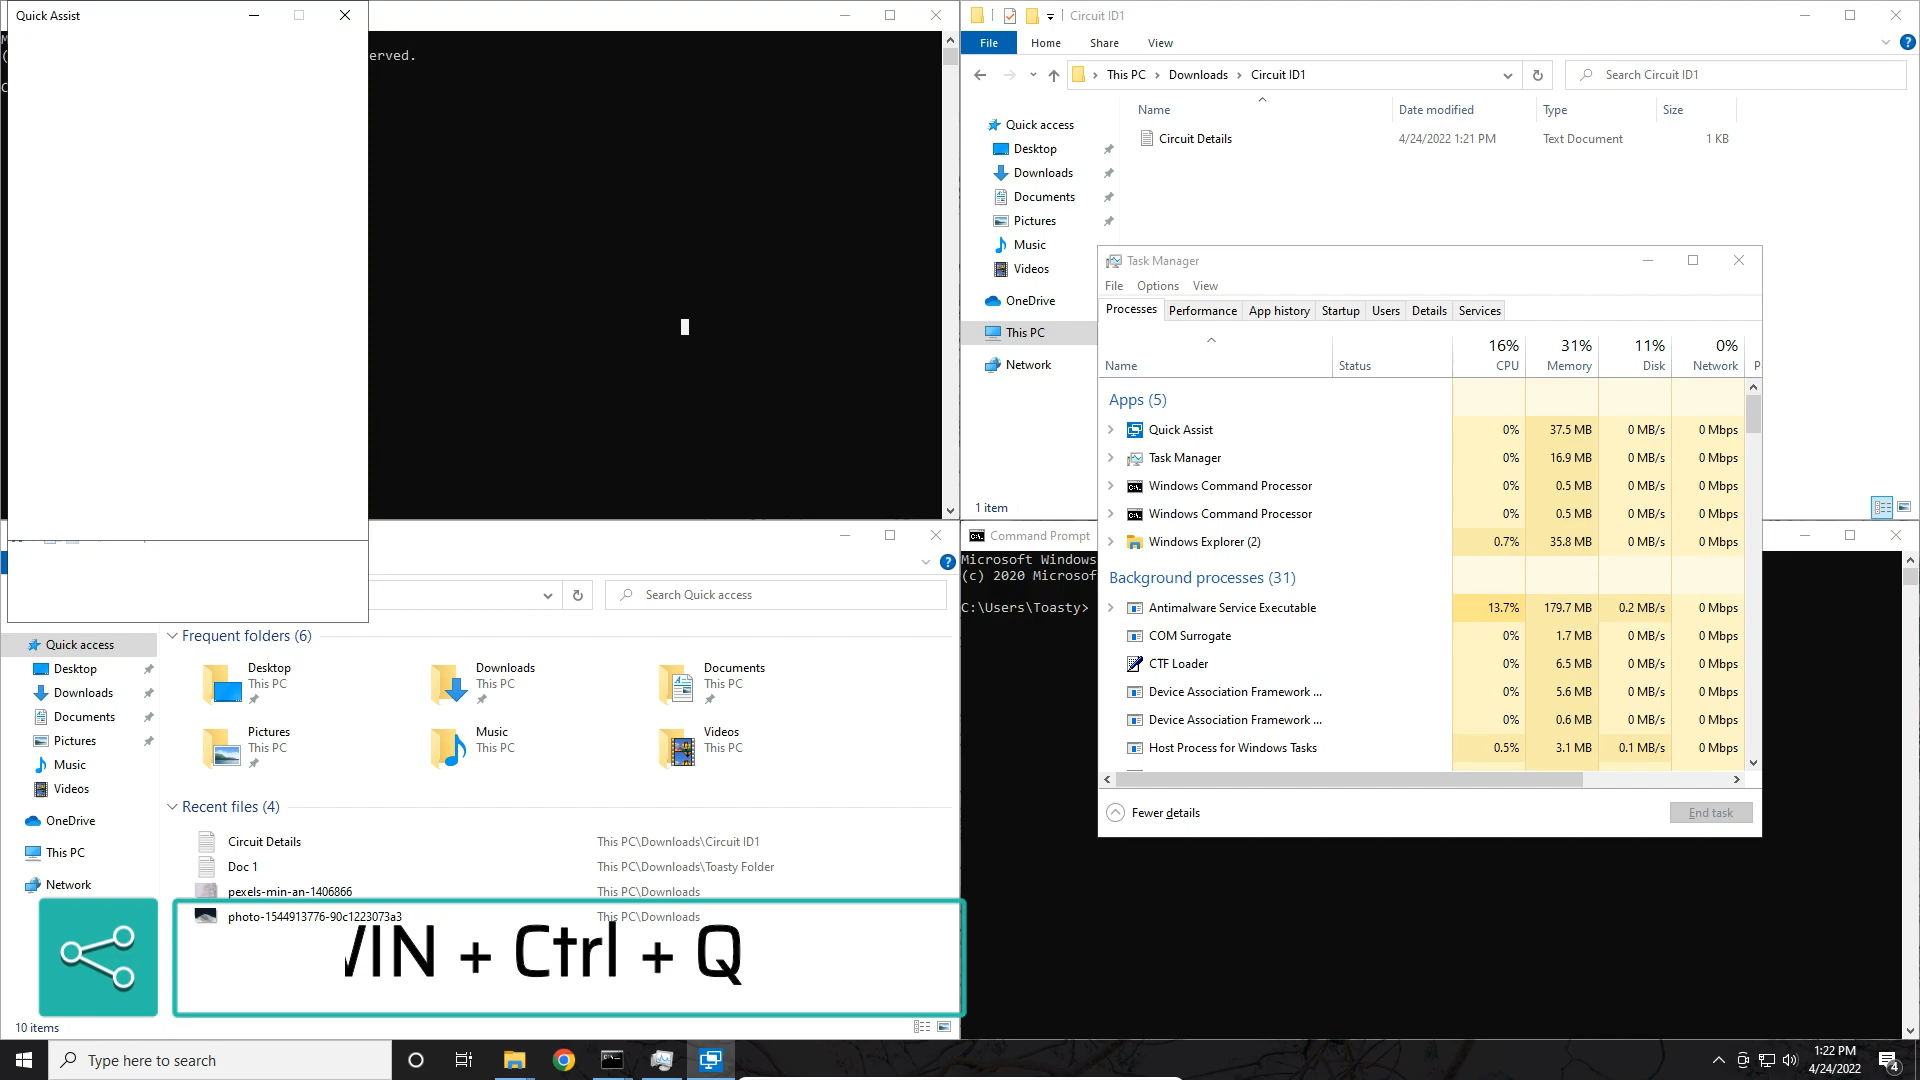 Quick Assist
erved.
Circuit ID1
File
Home
Share
View
This PC
Downloads
Circuit ID1
Search Circuit ID1
Name
Date modified
Type
Size
Circuit Details
4/24/2022 1:21 PM
Text Document
1 KB
Quick access
Desktop
Downloads
Documents
Pictures
Music
Videos
OneDrive
This PC
Network
1 item
Task Manager
File
Options
View
Processes
Performance
App history
Startup
Users
Details
Services
16%
31%
11%
0%
Name
Status
CPU
Memory
Disk
Network
P
Apps (5)
Quick Assist
0%
37.5 MB
0 MB/s
0 Mbps
Task Manager
0%
16.9 MB
0 MB/s
0 Mbps
Windows Command Processor
0%
0.5 MB
0 MB/s
0 Mbps
Windows Command Processor
0%
0.5 MB
0 MB/s
0 Mbps
Windows Explorer (2)
0.7%
35.8 MB
0 MB/s
0 Mbps
Background processes (31)
Antimalware Service Executable
13.7%
179.7 MB
0.2 MB/s
0 Mbps
COM Surrogate
0%
1.7 MB
0 MB/s
0 Mbps
CTF Loader
0%
6.5 MB
0 MB/s
0 Mbps
Device Association Framework ...
0%
5.6 MB
0 MB/s
0 Mbps
Device Association Framework ...
0%
0.6 MB
0 MB/s
0 Mbps
Host Process for Windows Tasks
0.5%
3.1 MB
0.1 MB/s
0 Mbps
Fewer details
End task
Command Prompt
Microsoft Windows
(c) 2020 Microsof
C:\Users\Toasty>
Search Quick access
Quick access
Desktop
Downloads
Documents
Pictures
Music
Videos
OneDrive
This PC
Network
Frequent folders (6)
Desktop
This PC
Downloads
This PC
Documents
This PC
Pictures
This PC
Music
This PC
Videos
This PC
Recent files (4)
Circuit Details
This PC\Downloads\Circuit ID1
Doc 1
This PC\Downloads\Toasty Folder
pexels-min-an-1406866
This PC\Downloads
photo-1544913776-90c1223073a3
This PC\Downloads
WIN + Ctrl + Q
10 items
Type here to search
1:22 PM
4/24/2022
4